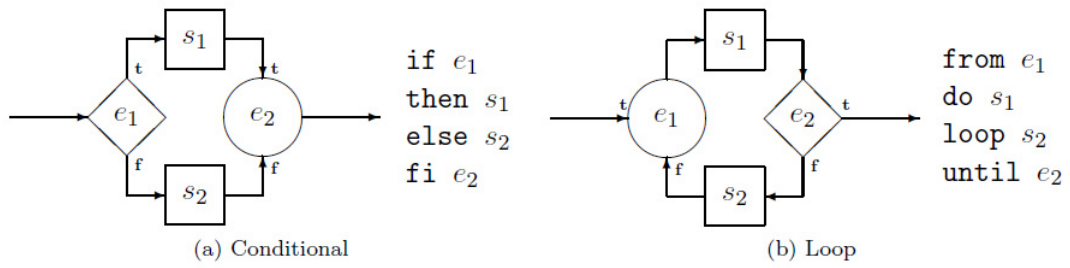 s₁
t
t
e₁
e₂
f
f
s₂
if e₁
then s₁
else s₂
fi e₂
(a) Conditional
s₁
t
e₁
e₂
t
f
f
s₂
from e₁
do s₁
loop s₂
until e₂
(b) Loop